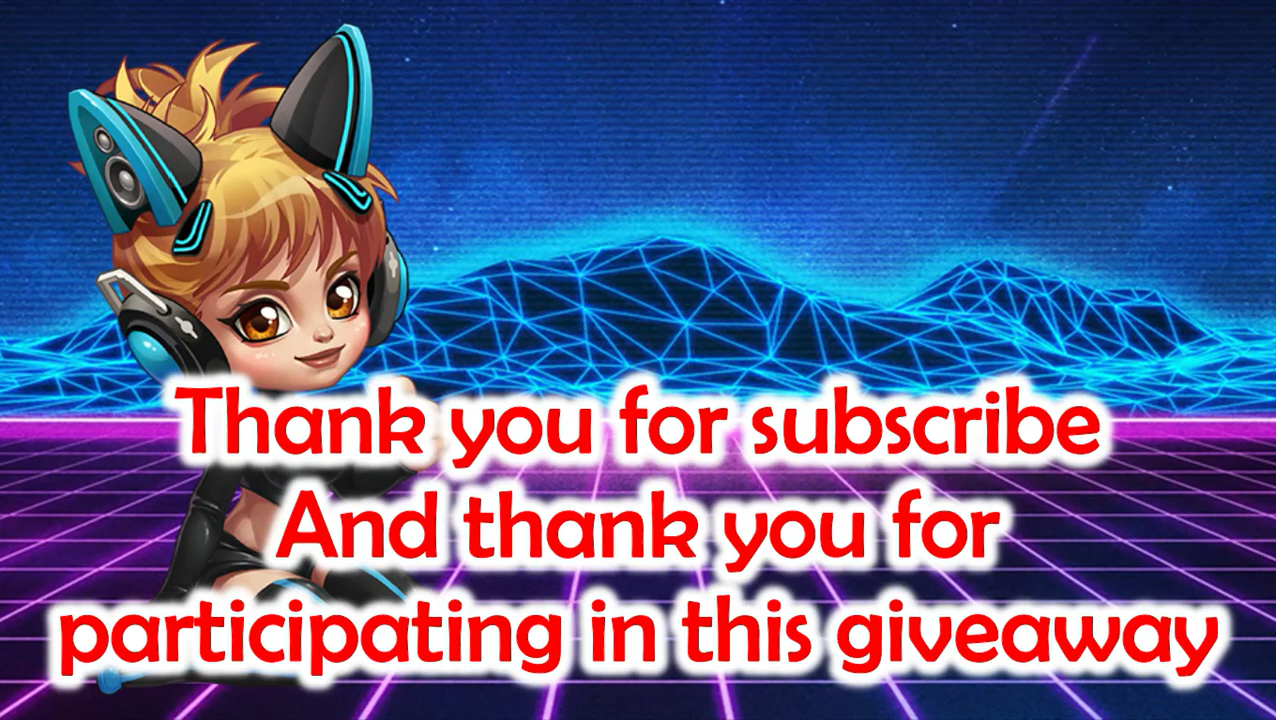 Thank you for subscribe
And thank you for
participating in this giveaway